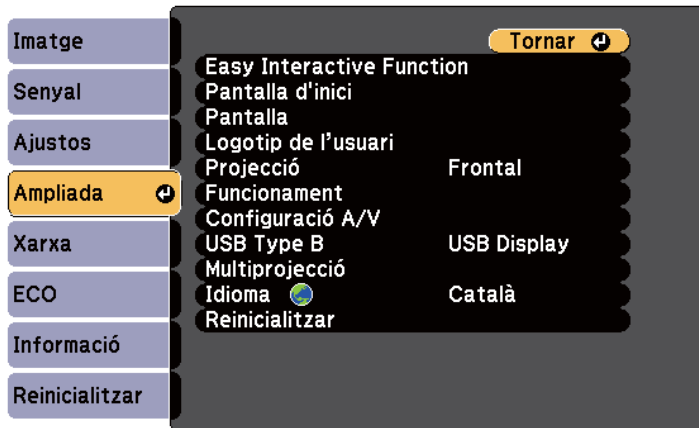 Imatge
Senyal
Ajustos
Ampliada
Xarxa
ECO
Informació
Reinicialitzar
Tornar
Easy Interactive Function
Pantalla d'inici
Pantalla
Logotip de l’usuari
Projecció Frontal
Funcionament
Configuració A/V
USB Type B USB Display
Multiprojecció
Idioma Català
Reinicialitzar